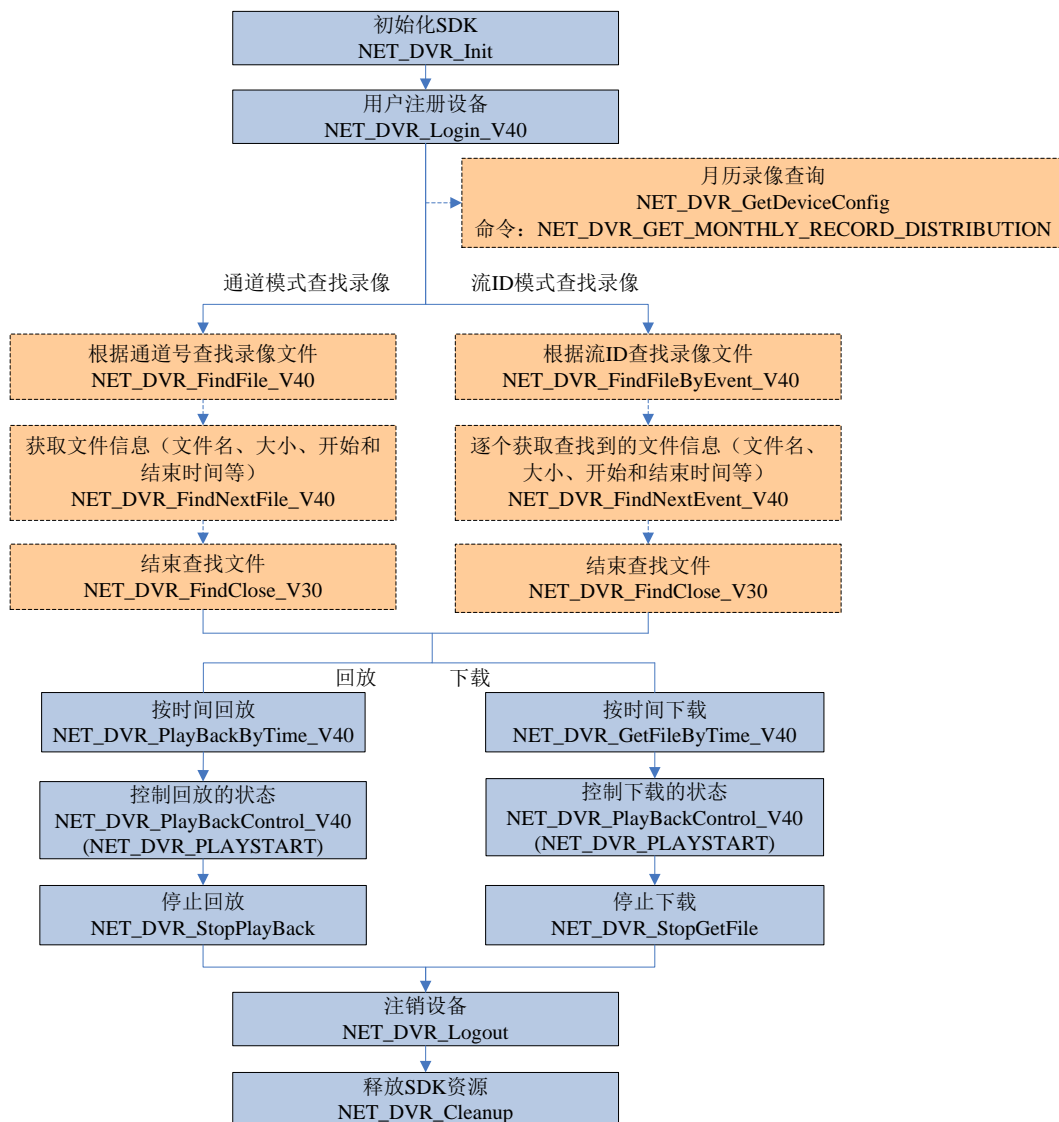 初始化SDK
NET_DVR_Init
用户注册设备
NET_DVR_Login_V40
月历录像查询
NET_DVR_GetDeviceConfig
命令：NET_DVR_GET_MONTHLY_RECORD_DISTRIBUTION
通道模式查找录像
流ID模式查找录像
根据通道号查找录像文件
NET_DVR_FindFile_V40
根据流ID查找录像文件
NET_DVR_FindFileByEvent_V40
获取文件信息（文件名、大小、开始和
结束时间等）
NET_DVR_FindNextFile_V40
逐个获取查找到的文件信息（文件名、
大小、开始和结束时间等）
NET_DVR_FindNextEvent_V40
结束查找文件
NET_DVR_FindClose_V30
结束查找文件
NET_DVR_FindClose_V30
回放
下载
按时间回放
NET_DVR_PlayBackByTime_V40
按时间下载
NET_DVR_GetFileByTime_V40
控制回放的状态
NET_DVR_PlayBackControl_V40
(NET_DVR_PLAYSTART)
控制下载的状态
NET_DVR_PlayBackControl_V40
(NET_DVR_PLAYSTART)
停止回放
NET_DVR_StopPlayBack
停止下载
NET_DVR_StopGetFile
注销设备
NET_DVR_Logout
释放SDK资源
NET_DVR_Cleanup